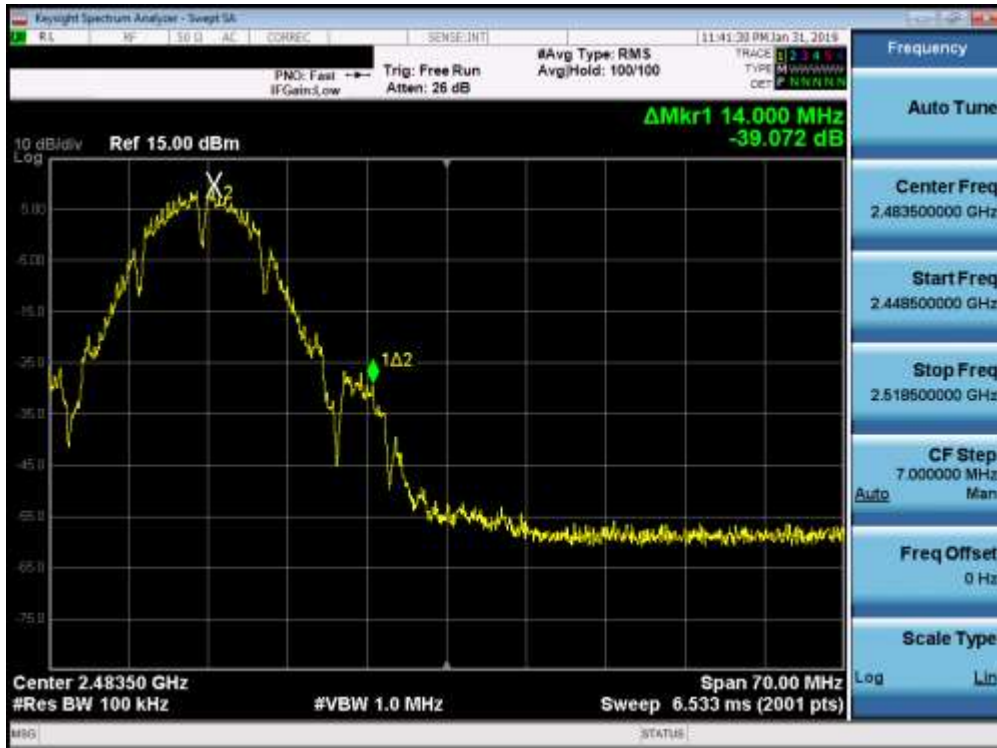 Keysight Spectrum Analyzer - Swept SA
RL RF 50 Ω AC CORREC SENSE:INT 11:41:30 PM Jan 31, 2019
PNO: Fast Trig: Free Run #Avg Type: RMS TRACE 1 2 3 4 5 6
IFGain:Low Atten: 26 dB Avg|Hold: 100/100 TYPE M WWWWW
DET P N N N N N
ΔMkr1 14.000 MHz
-39.072 dB
10 dB/div Ref 15.00 dBm
Log
5.00
-5.00
-15.0
-25.0
-35.0
-45.0
-55.0
-65.0
-75.0
X2
1Δ2
Center 2.48350 GHz Span 70.00 MHz
#Res BW 100 kHz #VBW 1.0 MHz Sweep 6.533 ms (2001 pts)
MSG STATUS
Frequency
Auto Tune
Center Freq
2.483500000 GHz
Start Freq
2.448500000 GHz
Stop Freq
2.518500000 GHz
CF Step
7.000000 MHz
Auto Man
Freq Offset
0 Hz
Scale Type
Log Lin